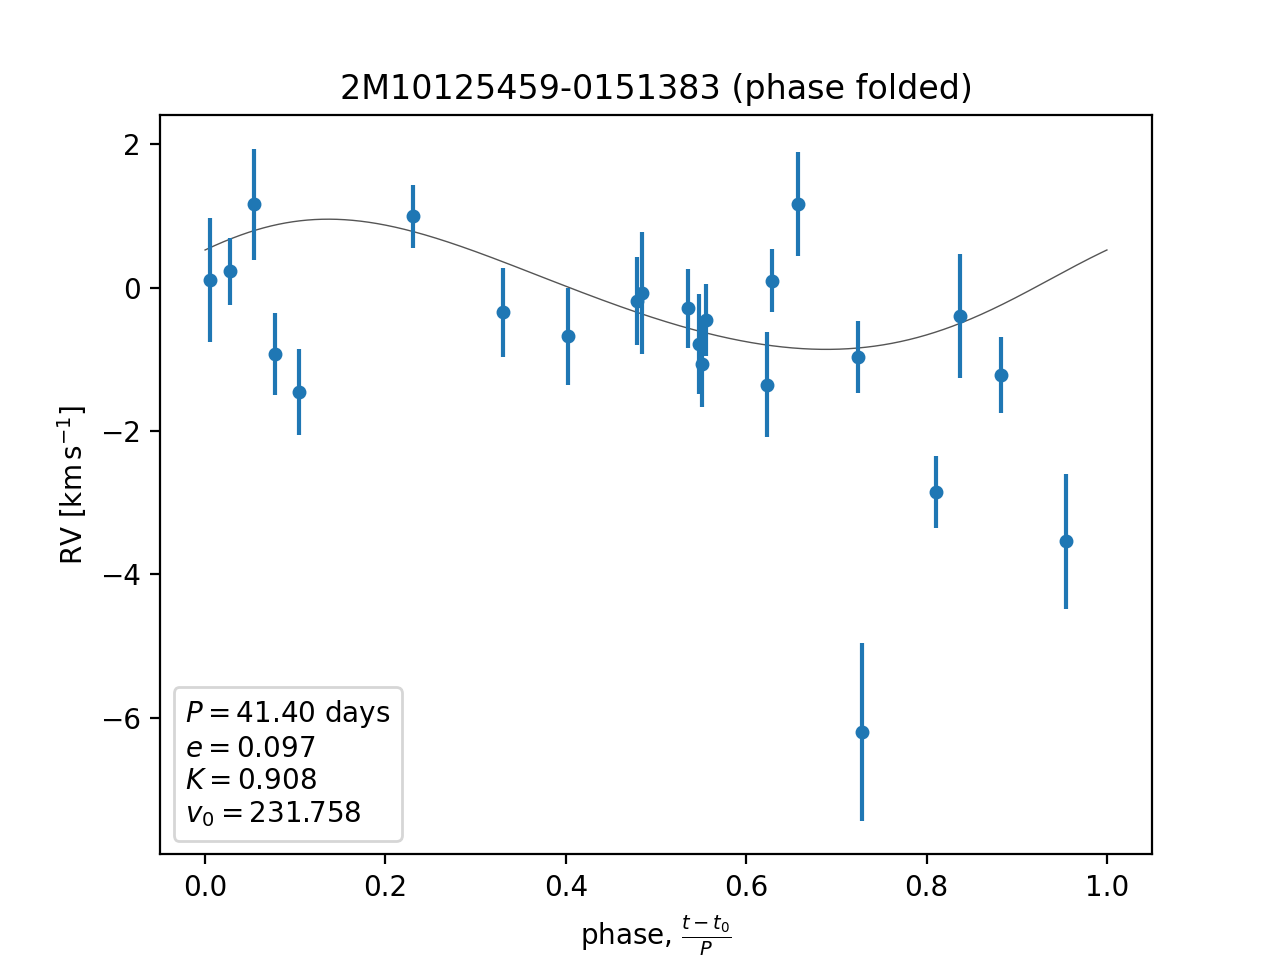 2M10125459-0151383 (phase folded)
RV [km s⁻¹]
2
0
−2
−4
−6
P = 41.40 days
e = 0.097
K = 0.908
v₀ = 231.758
0.0 0.2 0.4 0.6 0.8 1.0
phase, (t − t₀)/P